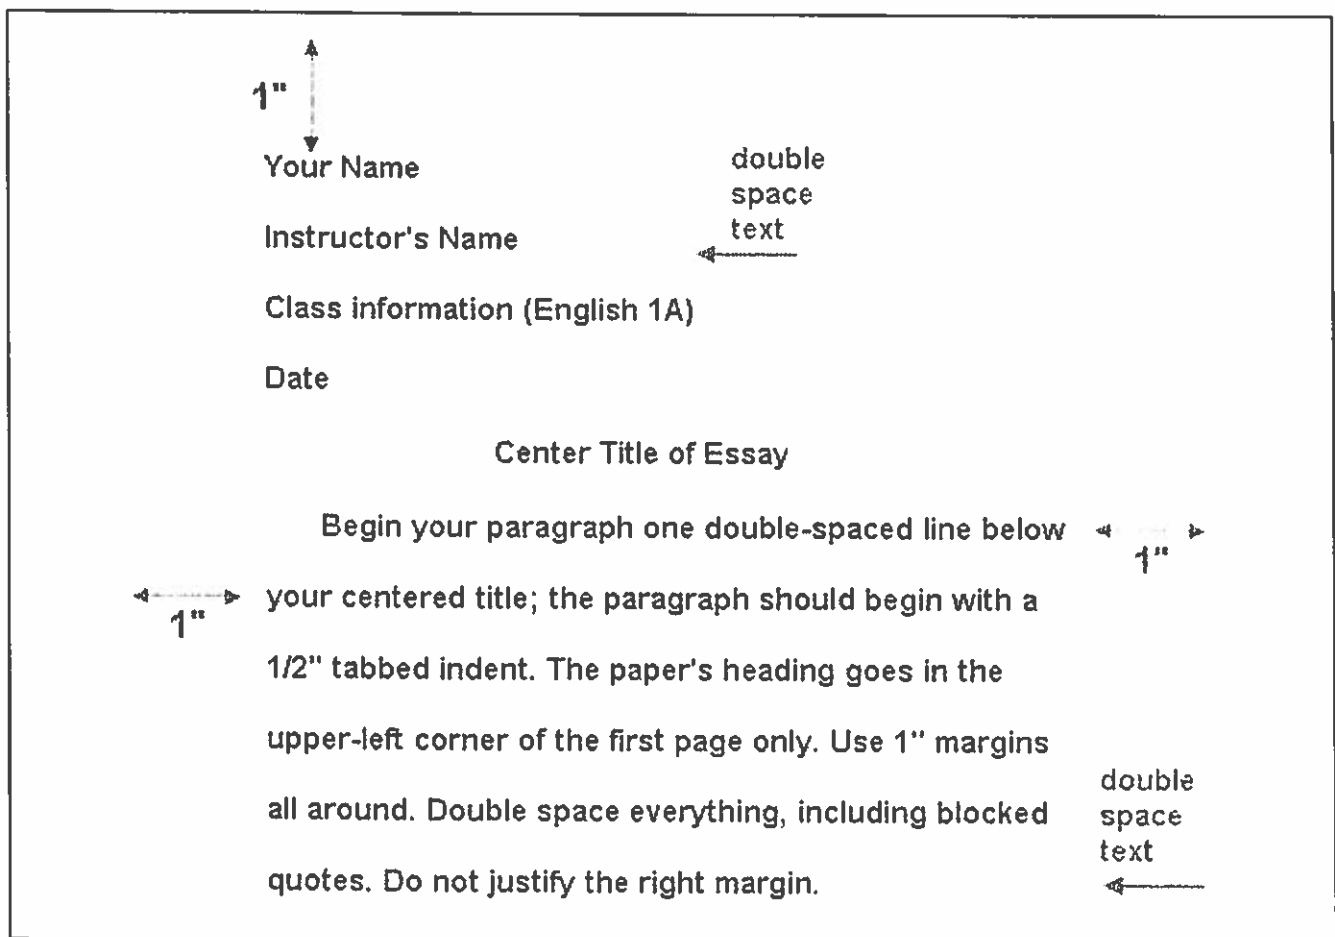 1"
Your Name
double
space
text
Instructor's Name
Class information (English 1A)
Date
Center Title of Essay
Begin your paragraph one double-spaced line below
1"
your centered title; the paragraph should begin with a
1"
1/2" tabbed indent. The paper's heading goes in the
upper-left corner of the first page only. Use 1" margins
all around. Double space everything, including blocked
quotes. Do not justify the right margin.
double
space
text